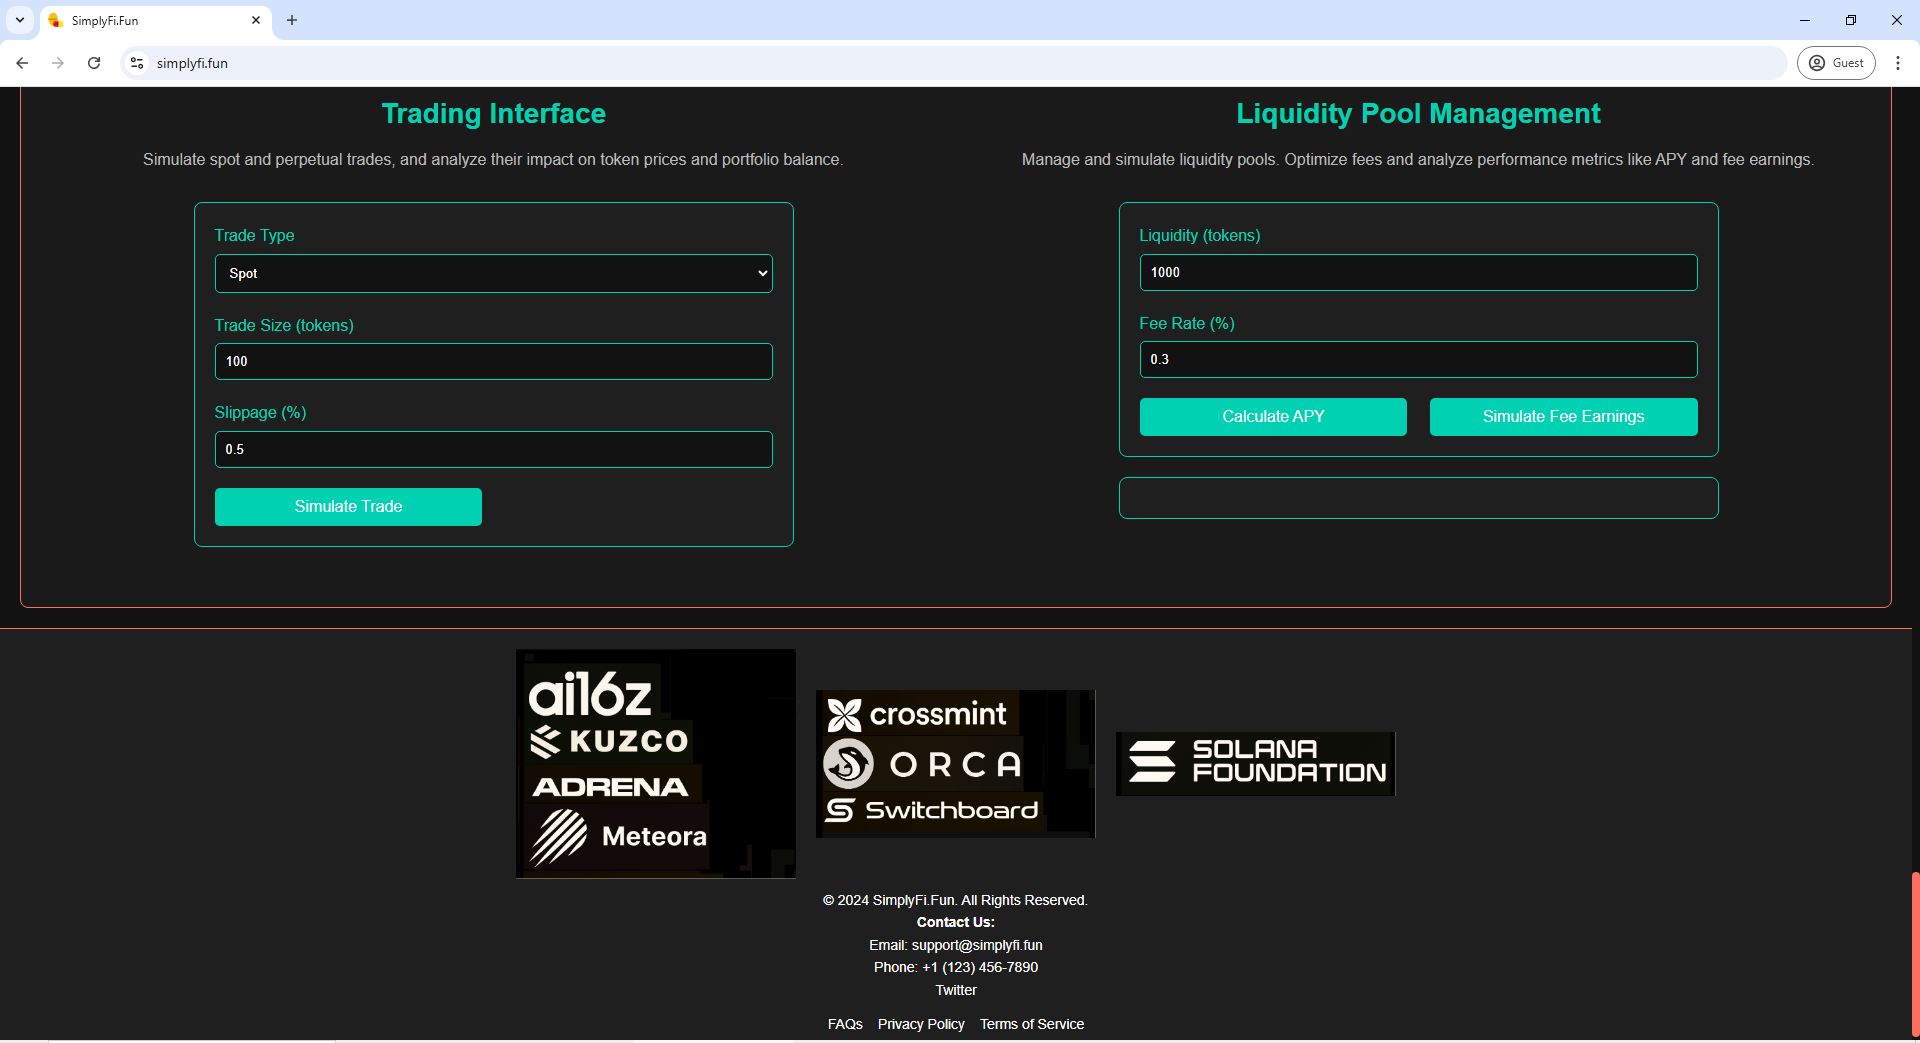 SimplyFi.Fun
simplyfi.fun
Guest
Trading Interface
Simulate spot and perpetual trades, and analyze their impact on token prices and portfolio balance.
Trade Type
Spot
Trade Size (tokens)
100
Slippage (%)
0.5
Simulate Trade
Liquidity Pool Management
Manage and simulate liquidity pools. Optimize fees and analyze performance metrics like APY and fee earnings.
Liquidity (tokens)
1000
Fee Rate (%)
0.3
Calculate APY
Simulate Fee Earnings
ai16z
KUZCO
ADRENA
Meteora
crossmint
ORCA
Switchboard
SOLANA
FOUNDATION
© 2024 SimplyFi.Fun. All Rights Reserved.
Contact Us:
Email: support@simplyfi.fun
Phone: +1 (123) 456-7890
Twitter
FAQs Privacy Policy Terms of Service